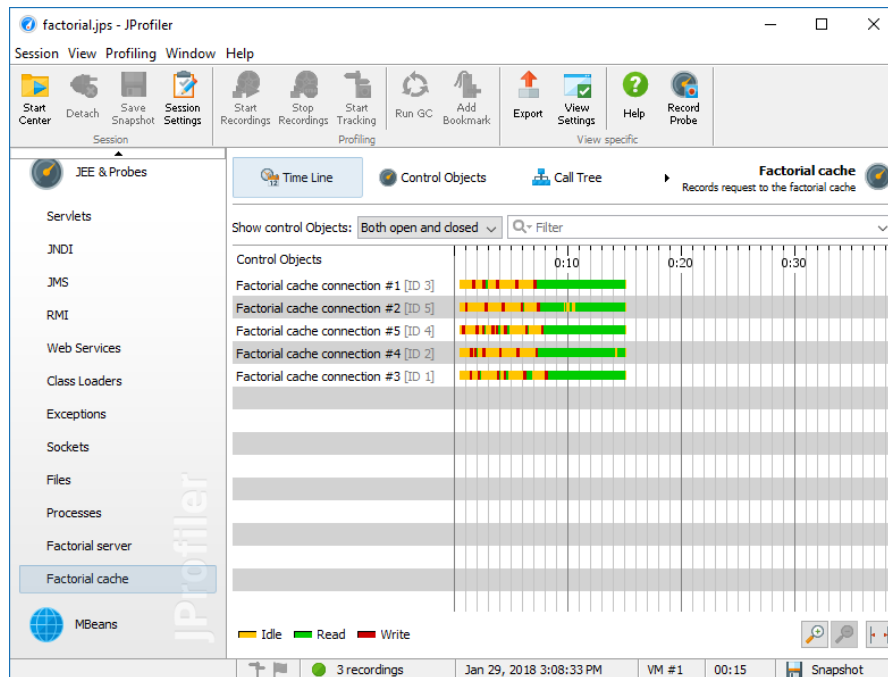 factorial.jps - JProfiler
Session View Profiling Window Help
Start Center
Detach
Save Snapshot
Session Settings
Start Recordings
Stop Recordings
Start Tracking
Run GC
Add Bookmark
Export
View Settings
Help
Record Probe
Session
Profiling
View specific
JEE & Probes
Servlets
JNDI
JMS
RMI
Web Services
Class Loaders
Exceptions
Sockets
Files
Processes
Factorial server
Factorial cache
MBeans
JProfiler
12
Time Line
Control Objects
Call Tree
Factorial cache
Records request to the factorial cache
Show control Objects: Both open and closed
Filter
Control Objects
0:10 0:20 0:30
Factorial cache connection #1 [ID 3]
Factorial cache connection #2 [ID 5]
Factorial cache connection #5 [ID 4]
Factorial cache connection #4 [ID 2]
Factorial cache connection #3 [ID 1]
Idle Read Write
3 recordings Jan 29, 2018 3:08:33 PM VM #1 00:15 Snapshot